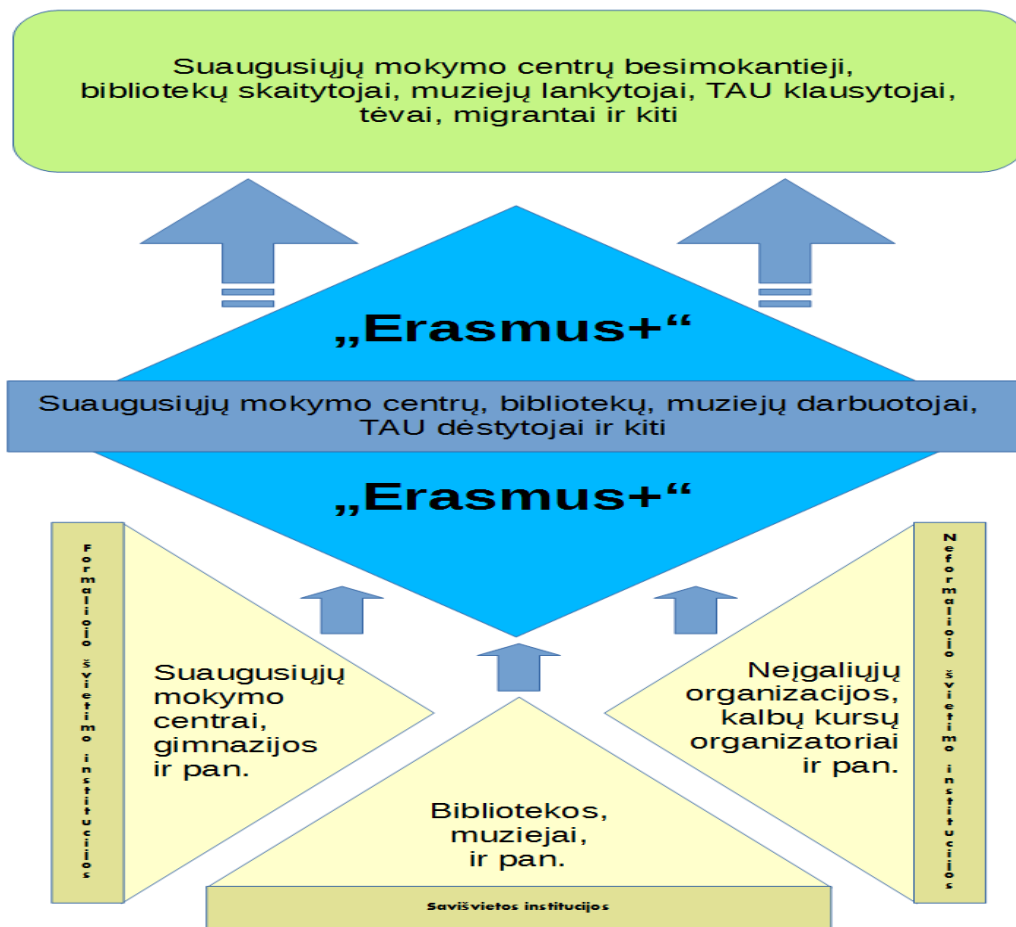 Suaugusiųjų mokymo centrų besimokantieji,
bibliotekų skaitytojai, muziejų lankytojai, TAU klausytojai,
tėvai, migrantai ir kiti
„Erasmus+“
Suaugusiųjų mokymo centrų, bibliotekų, muziejų darbuotojai,
TAU dėstytojai ir kiti
„Erasmus+“
Formaliojo švietimo institucijos
Suaugusiųjų
mokymo
centrai,
gimnazijos
ir pan.
Neįgaliųjų
organizacijos,
kalbų kursų
organizatoriai
ir pan.
Neformaliojo švietimo institucijos
Bibliotekos,
muziejai,
ir pan.
Savišvietos institucijos